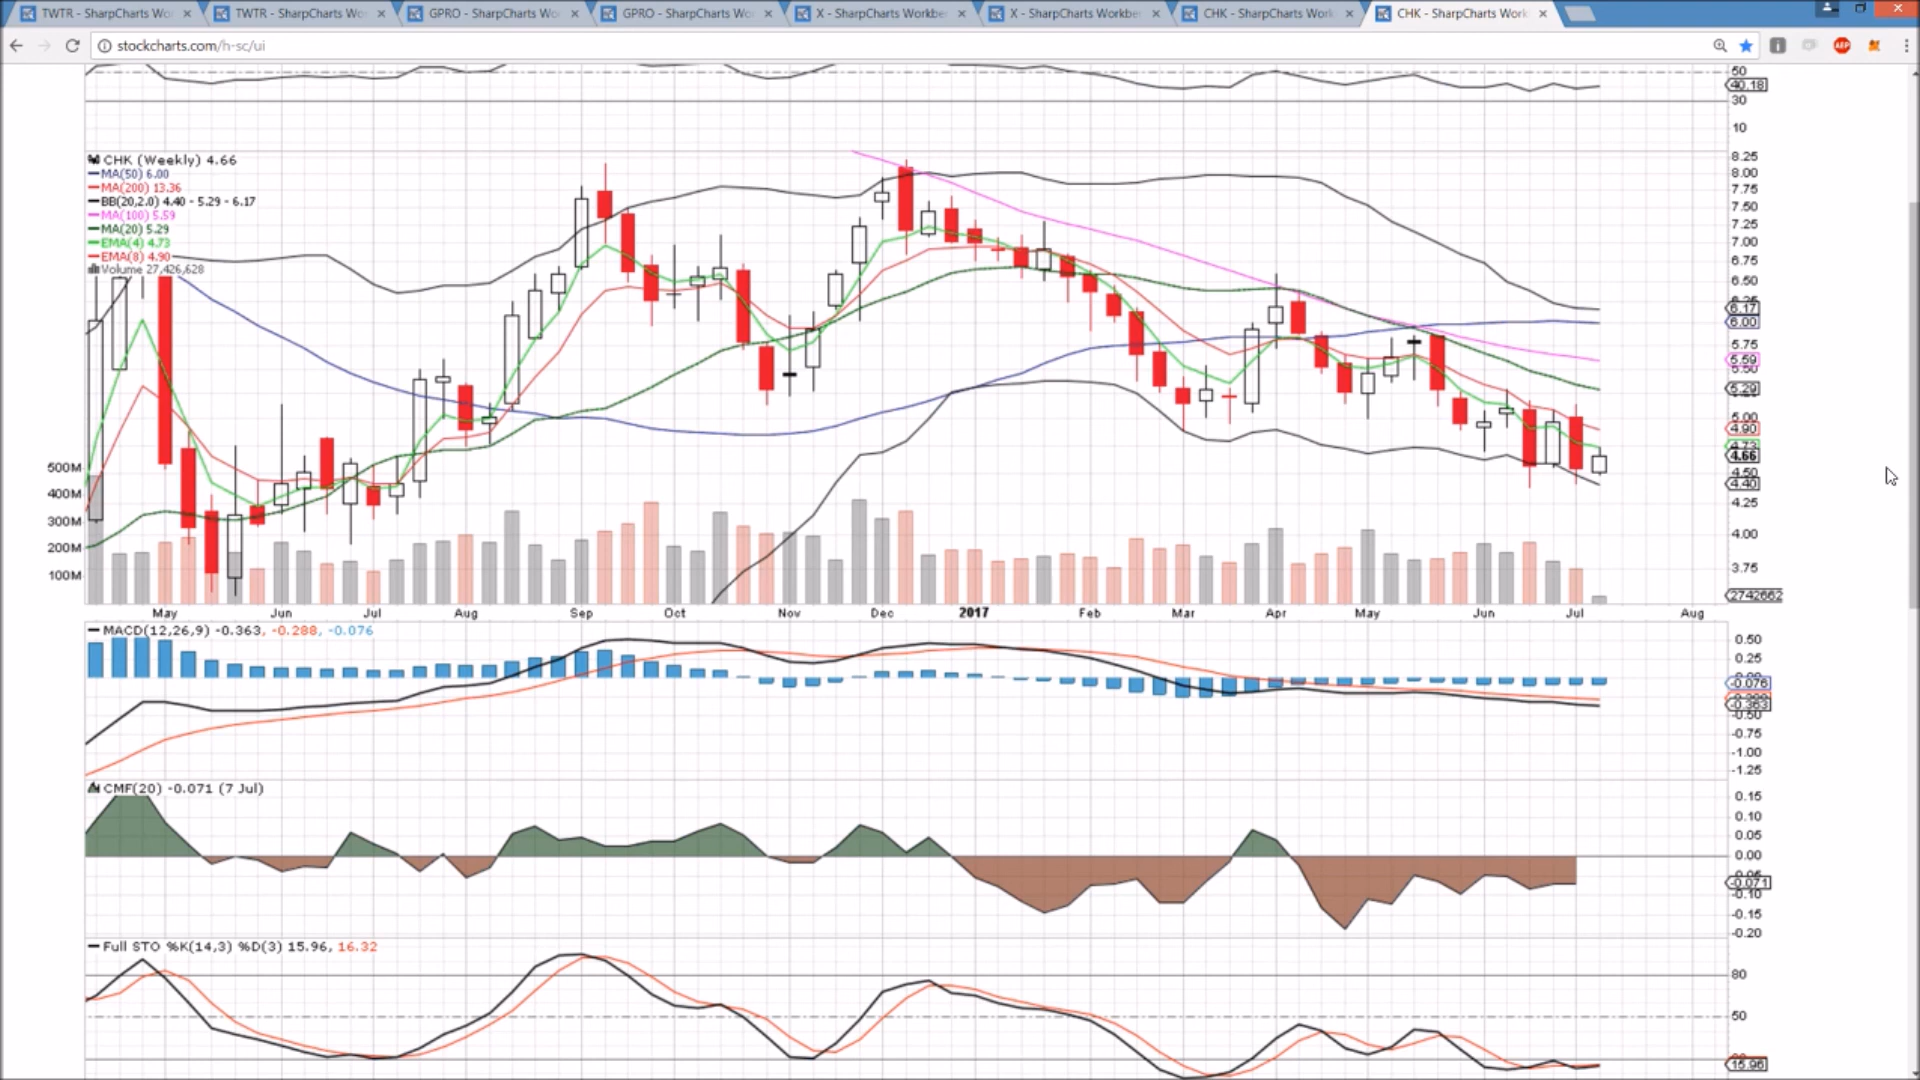 TWTR - SharpCharts Wo
TWTR - SharpCharts Wo
GPRO - SharpCharts Wo
GPRO - SharpCharts Wo
X - SharpCharts Workbe
X - SharpCharts Workbe
CHK - SharpCharts Work
CHK - SharpCharts Work
stockcharts.com/h-sc/ui
ABP
50
40.18
30
10
CHK (Weekly) 4.66
MA(50) 6.00
MA(200) 13.36
BB(20,2.0) 4.40 - 5.29 - 6.17
MA(100) 5.59
MA(20) 5.29
EMA(4) 4.73
EMA(8) 4.90
Volume 27,426,628
8.25
8.00
7.75
7.50
7.25
7.00
6.75
6.50
6.17
6.00
5.75
5.59
5.50
5.29
5.00
4.90
4.73
4.66
4.50
4.40
4.25
4.00
3.75
2742662
500M
400M
300M
200M
100M
May Jun Jul Aug Sep Oct Nov Dec 2017 Feb Mar Apr May Jun Jul Aug
MACD(12,26,9) -0.363, -0.288, -0.076
0.50
0.25
-0.076
-0.363
-0.50
-0.75
-1.00
-1.25
CMF(20) -0.071 (7 Jul)
0.15
0.10
0.05
0.00
-0.071
-0.10
-0.15
-0.20
Full STO %K(14,3) %D(3) 15.96, 16.32
80
50
15.96